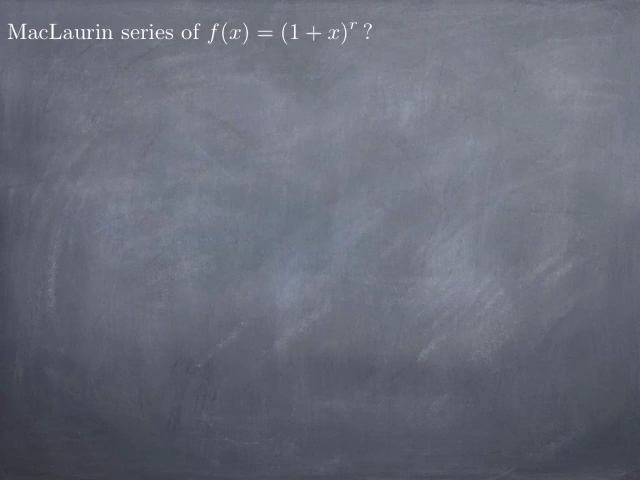 MacLaurin series of f(x) = (1 + x)^r ?